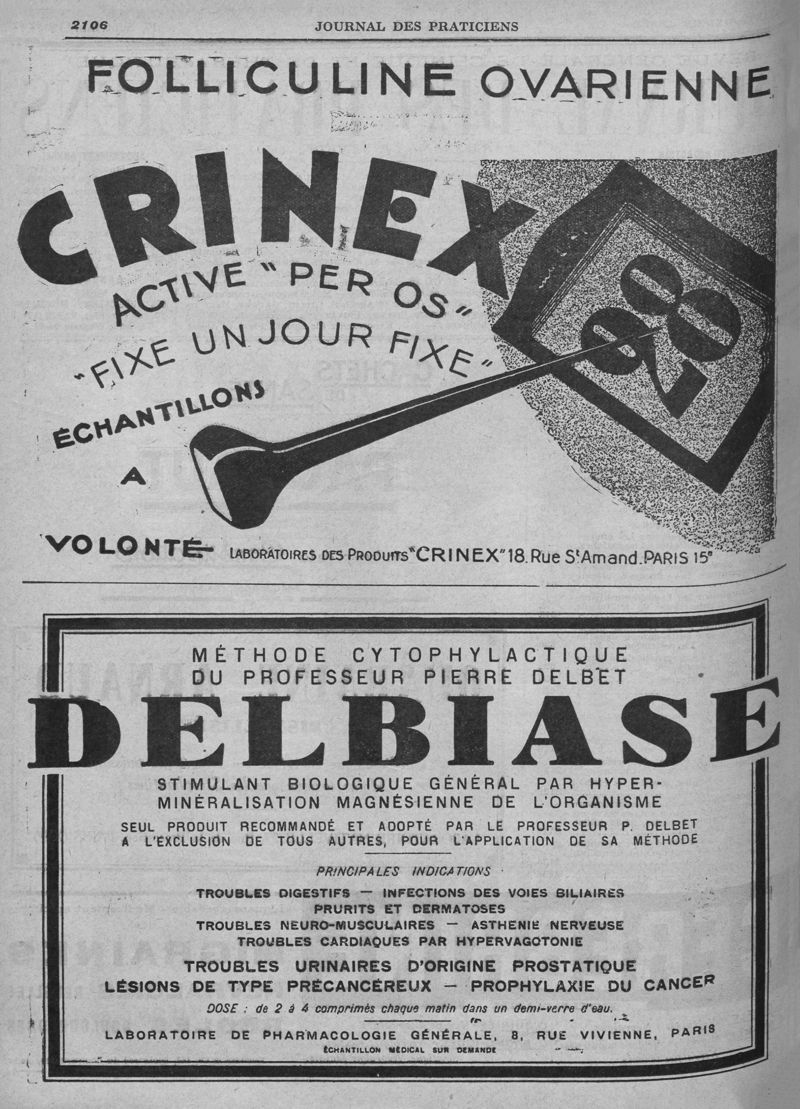 2106
JOURNAL DES PRATICIENS
FOLLICULINE OVARIENNE
CRINEX
ACTIVE "PER OS"
"FIXE UN JOUR FIXE"
28
ÉCHANTILLONS
A
VOLONTÉ
LABORATOIRES DES PRODUITS "CRINEX" 18. Rue St Amand. PARIS 15e
MÉTHODE CYTOPHYLACTIQUE
DU PROFESSEUR PIERRE DELBET
DELBIASE
STIMULANT BIOLOGIQUE GÉNÉRAL PAR HYPER-
MINÉRALISATION MAGNÉSIENNE DE L'ORGANISME
SEUL PRODUIT RECOMMANDÉ ET ADOPTÉ PAR LE PROFESSEUR P. DELBET
A L'EXCLUSION DE TOUS AUTRES, POUR L'APPLICATION DE SA MÉTHODE
PRINCIPALES INDICATIONS
TROUBLES DIGESTIFS — INFECTIONS DES VOIES BILIAIRES
PRURITS ET DERMATOSES
TROUBLES NEURO-MUSCULAIRES — ASTHENIE NERVEUSE
TROUBLES CARDIAQUES PAR HYPERVAGOTONIE
TROUBLES URINAIRES D'ORIGINE PROSTATIQUE
LÉSIONS DE TYPE PRÉCANCÉREUX — PROPHYLAXIE DU CANCER
DOSE : de 2 à 4 comprimés chaque matin dans un demi-verre d'eau.
LABORATOIRE DE PHARMACOLOGIE GÉNÉRALE, 8, RUE VIVIENNE, PARIS
ÉCHANTILLON MÉDICAL SUR DEMANDE